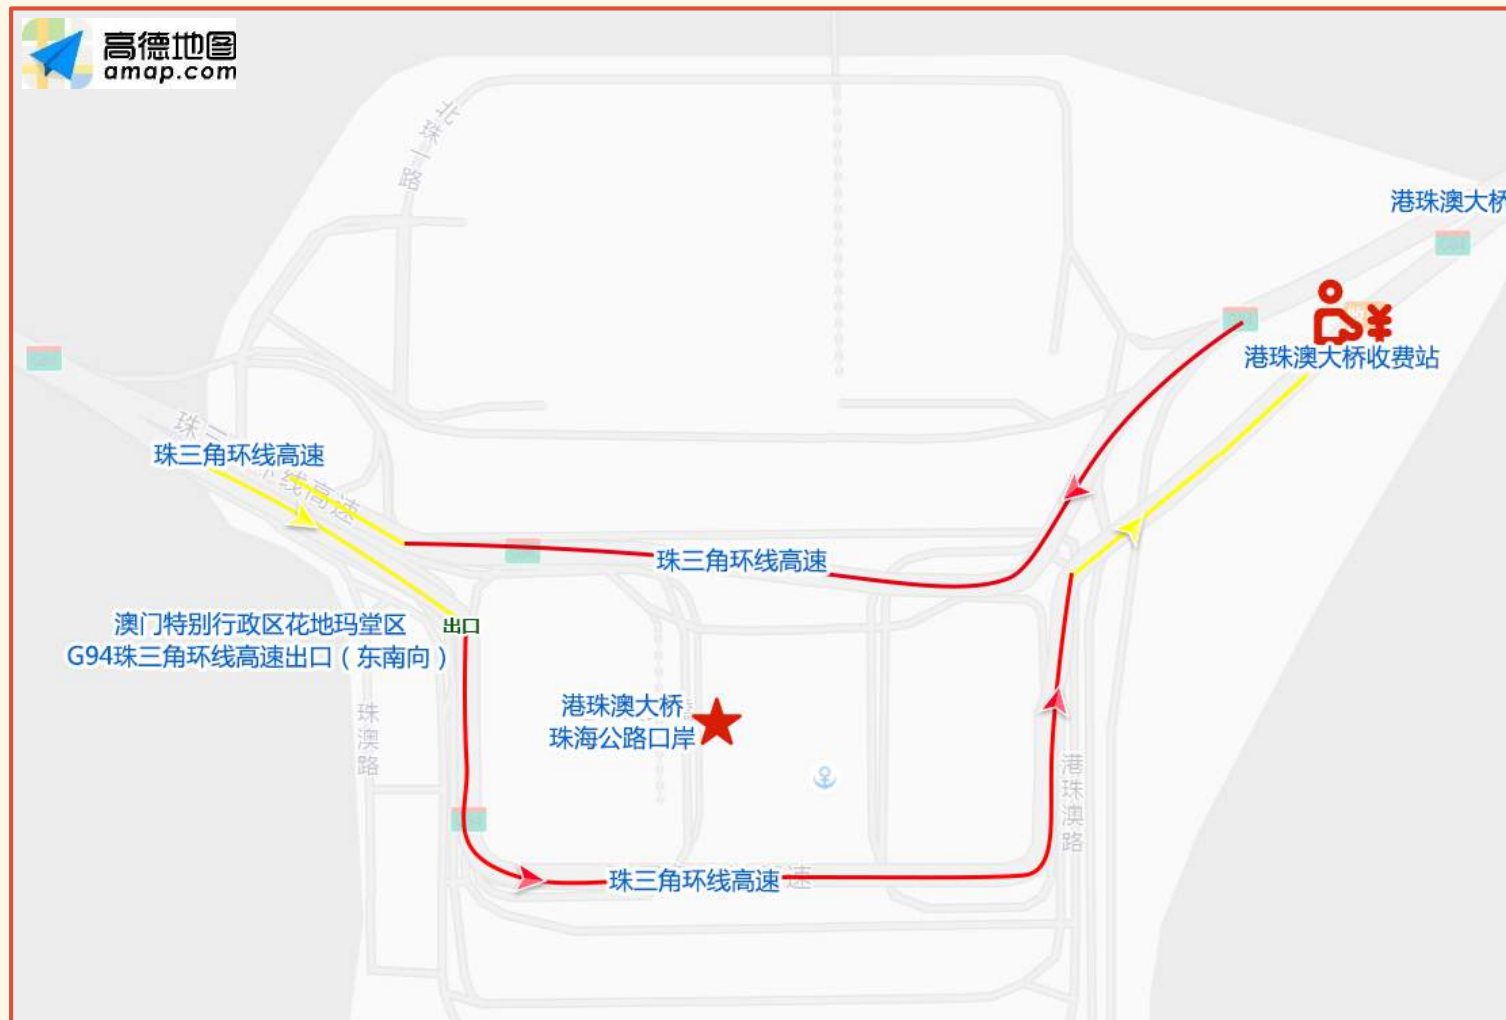 高德地图
amap.com
北珠一路
港珠澳大桥
港珠澳大桥收费站
珠三角环线高速
珠三角环线高速
珠三角环线高速
澳门特别行政区花地玛堂区
G94珠三角环线高速出口（东南向）
出口
港珠澳大桥
珠海公路口岸
珠澳路
港珠澳路
珠三角环线高速